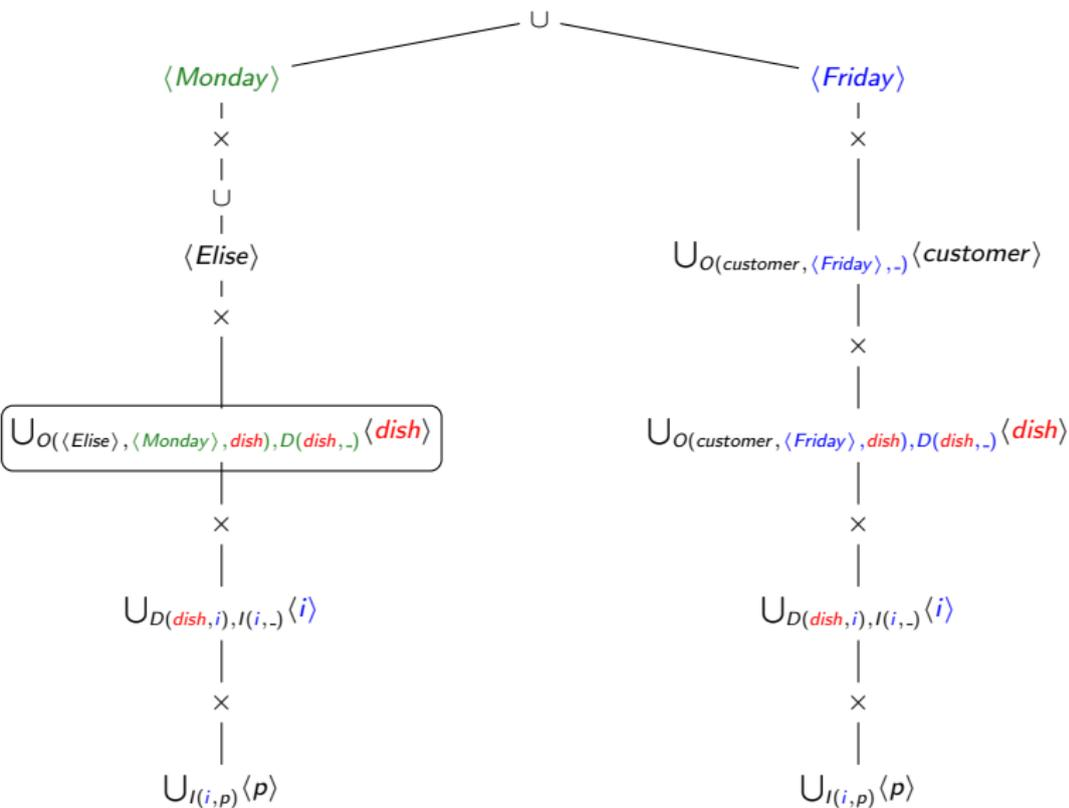 ∪
⟨Monday⟩ ⟨Friday⟩
× ×
∪
⟨Elise⟩ ⋃O(customer,⟨Friday⟩,_)⟨customer⟩
× ×
⋃O(⟨Elise⟩,⟨Monday⟩,dish),D(dish,_)⟨dish⟩ ⋃O(customer,⟨Friday⟩,dish),D(dish,_)⟨dish⟩
× ×
⋃D(dish,i),I(i,_)⟨i⟩ ⋃D(dish,i),I(i,_)⟨i⟩
× ×
⋃I(i,p)⟨p⟩ ⋃I(i,p)⟨p⟩